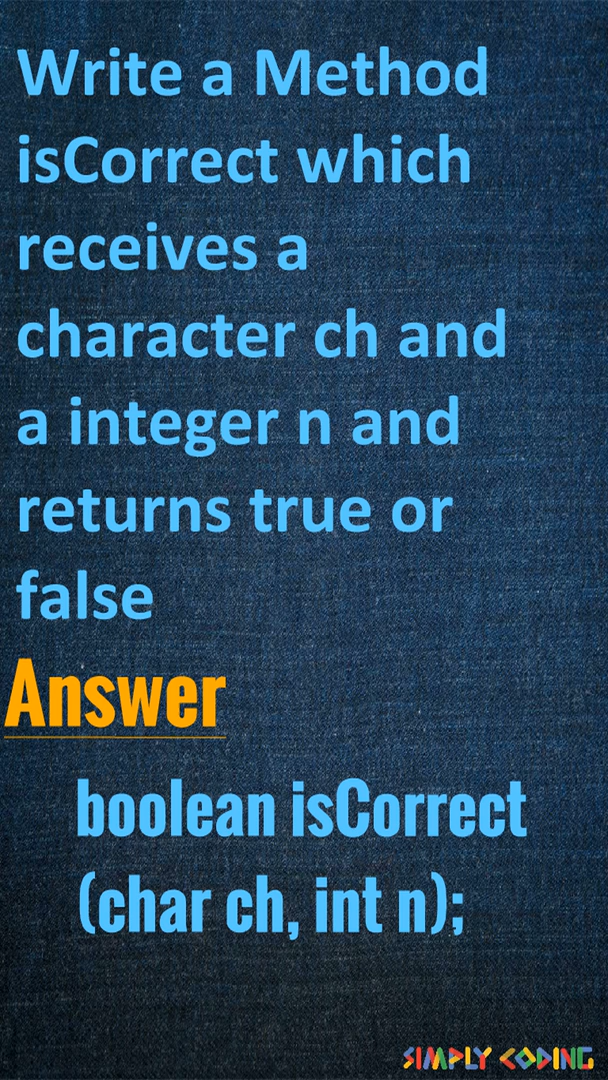 Write a Method
isCorrect which
receives a
character ch and
a integer n and
returns true or
false
Answer
boolean isCorrect
(char ch, int n);
SIMPLY CODING